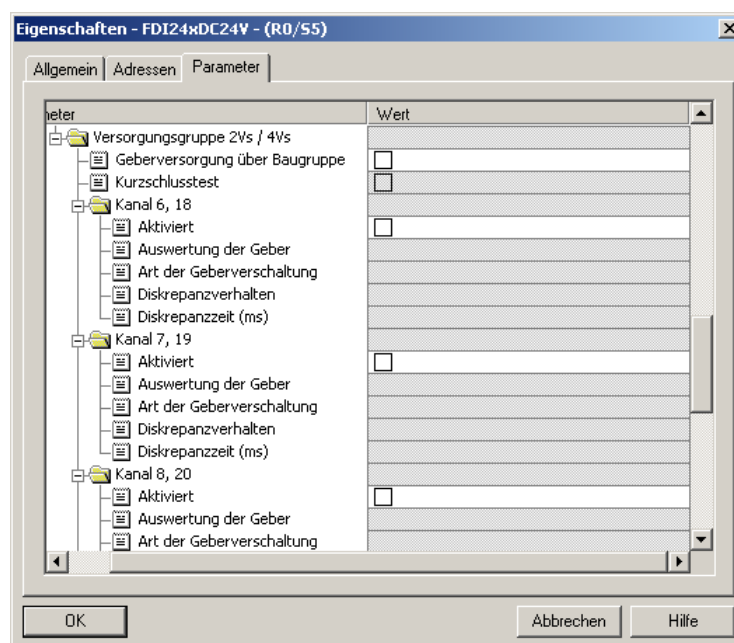 Eigenschaften - FDI24xDC24V - (R0/S5)
Allgemein Adressen Parameter
neter Wert
Versorgungsgruppe 2Vs / 4Vs
Geberversorgung über Baugruppe
Kurzschlusstest
Kanal 6, 18
Aktiviert
Auswertung der Geber
Art der Geberverschaltung
Diskrepanzverhalten
Diskrepanzzeit (ms)
Kanal 7, 19
Aktiviert
Auswertung der Geber
Art der Geberverschaltung
Diskrepanzverhalten
Diskrepanzzeit (ms)
Kanal 8, 20
Aktiviert
Auswertung der Geber
Art der Geberverschaltung
OK Abbrechen Hilfe